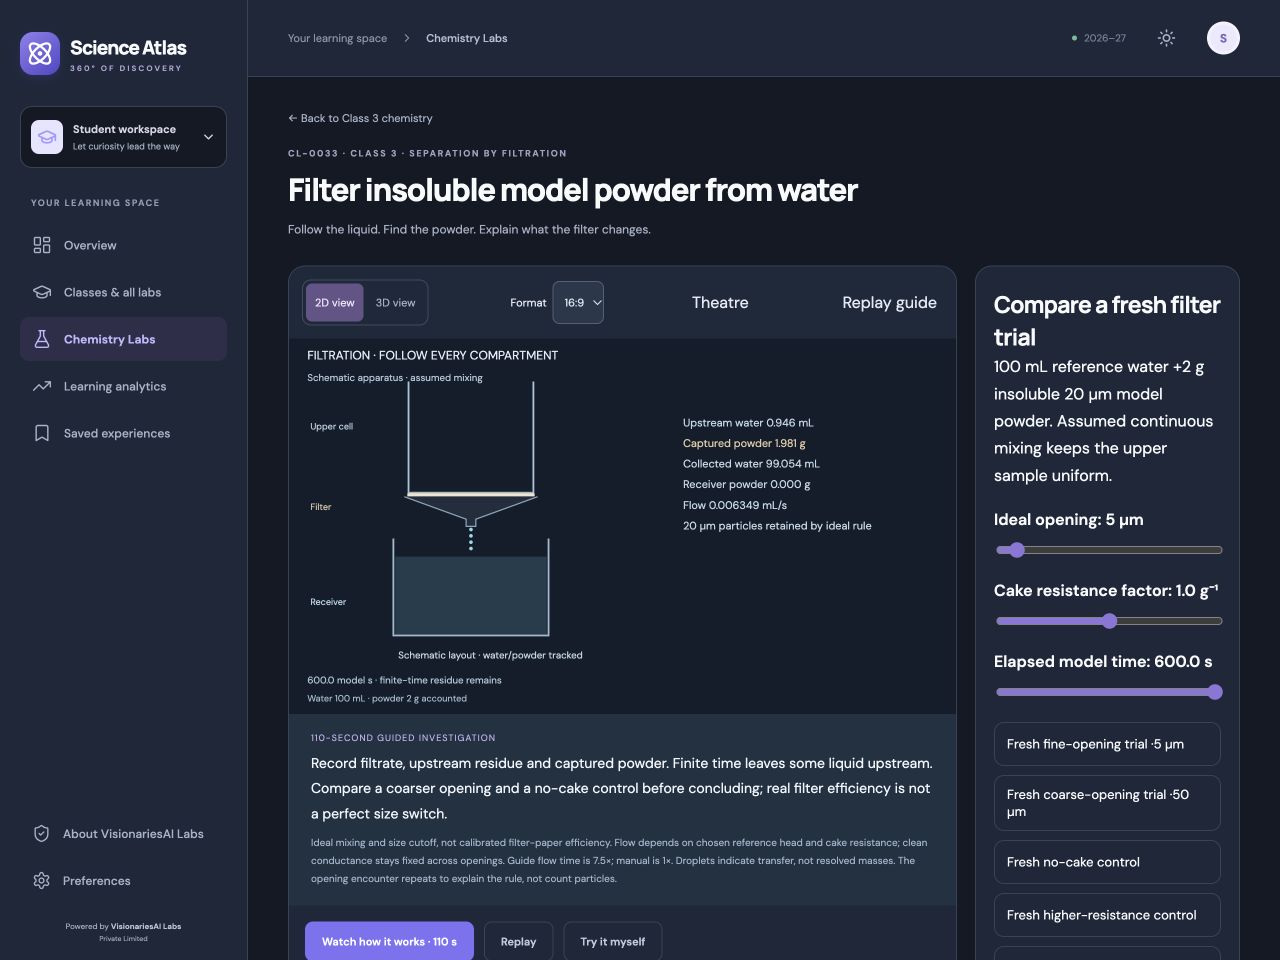 Science Atlas
360° OF DISCOVERY
Student workspace
Let curiosity lead the way
YOUR LEARNING SPACE
Overview
Classes & all labs
Chemistry Labs
Learning analytics
Saved experiences
About VisionariesAI Labs
Preferences
Powered by VisionariesAI Labs
Private Limited
Your learning space
Chemistry Labs
2026–27
S
← Back to Class 3 chemistry
CL-0033 · CLASS 3 · SEPARATION BY FILTRATION
Filter insoluble model powder from water
Follow the liquid. Find the powder. Explain what the filter changes.
2D view
3D view
Format
16:9
Theatre
Replay guide
FILTRATION · FOLLOW EVERY COMPARTMENT
Schematic apparatus · assumed mixing
Upper cell
Filter
Receiver
Upstream water 0.946 mL
Captured powder 1.981 g
Collected water 99.054 mL
Receiver powder 0.000 g
Flow 0.006349 mL/s
20 µm particles retained by ideal rule
Schematic layout · water/powder tracked
600.0 model s · finite-time residue remains
Water 100 mL · powder 2 g accounted
110-SECOND GUIDED INVESTIGATION
Record filtrate, upstream residue and captured powder. Finite time leaves some liquid upstream.
Compare a coarser opening and a no-cake control before concluding; real filter efficiency is not
a perfect size switch.
Ideal mixing and size cutoff, not calibrated filter-paper efficiency. Flow depends on chosen reference head and cake resistance; clean
conductance stays fixed across openings. Guide flow time is 7.5×; manual is 1×. Droplets indicate transfer, not resolved masses. The
opening encounter repeats to explain the rule, not count particles.
Watch how it works · 110 s
Replay
Try it myself
Compare a fresh filter
trial
100 mL reference water +2 g
insoluble 20 µm model
powder. Assumed continuous
mixing keeps the upper
sample uniform.
Ideal opening: 5 µm
Cake resistance factor: 1.0 g⁻¹
Elapsed model time: 600.0 s
Fresh fine-opening trial ·5 µm
Fresh coarse-opening trial ·50
µm
Fresh no-cake control
Fresh higher-resistance control